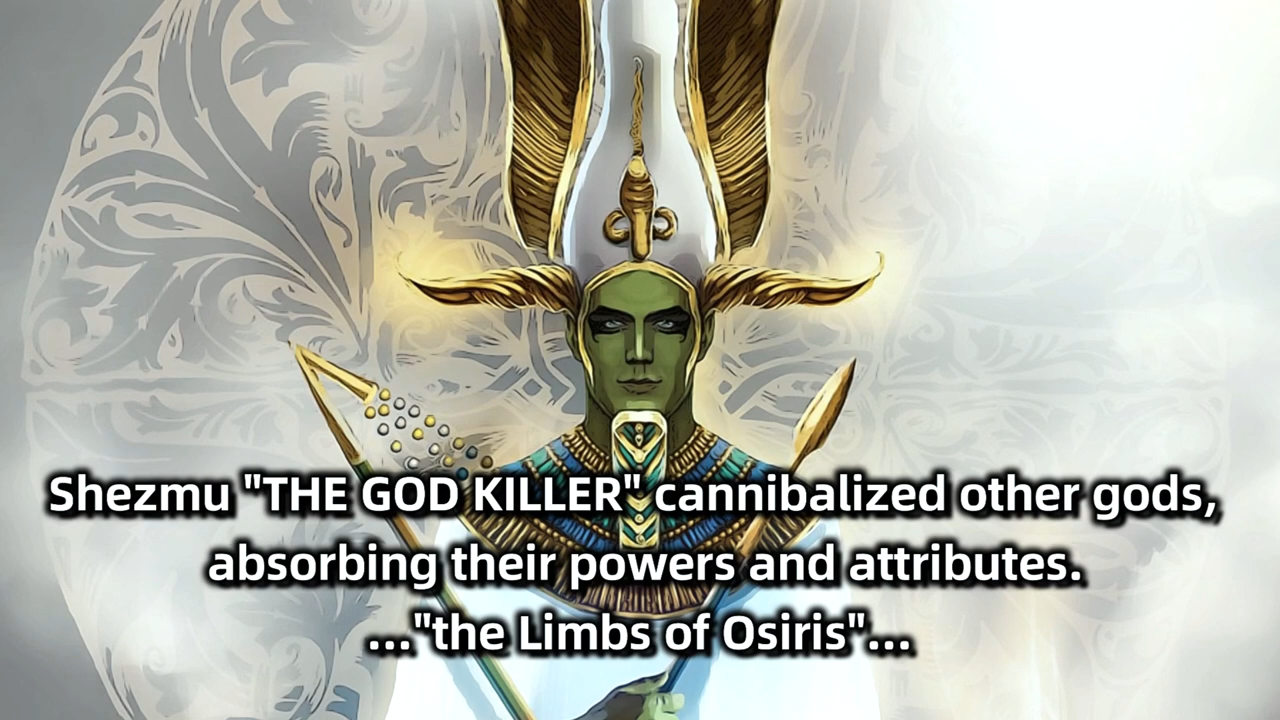 Shezmu "THE GOD KILLER" cannibalized other gods,
absorbing their powers and attributes.
..."the Limbs of Osiris"...